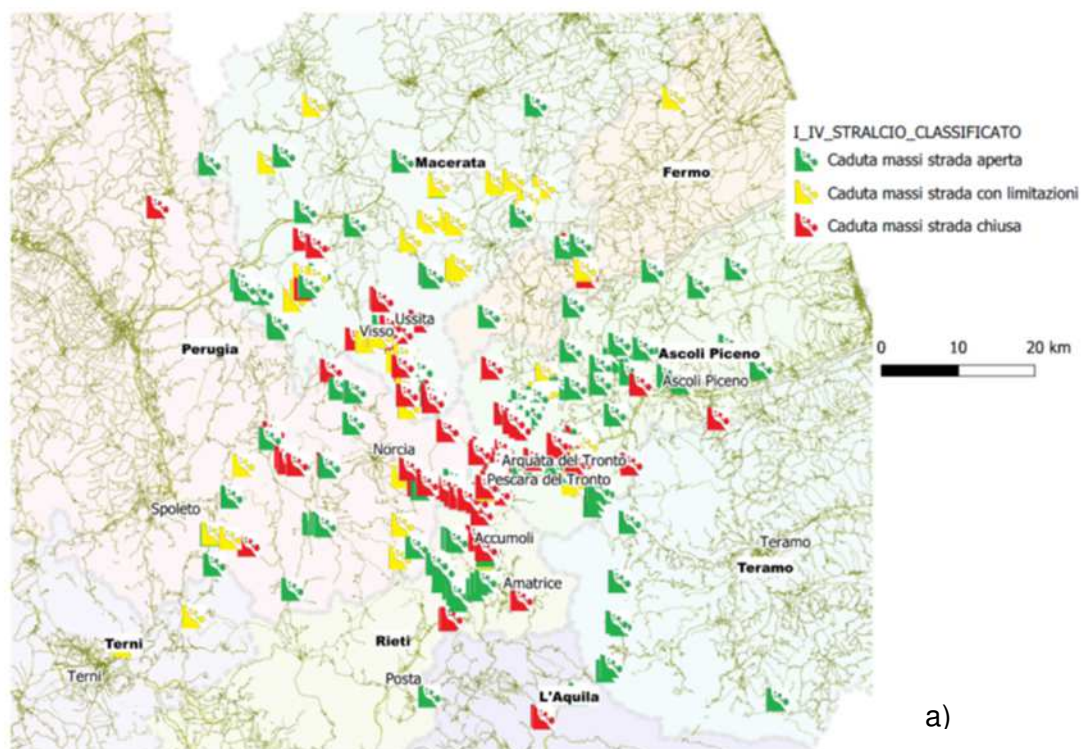 I_IV_STRALCIO_CLASSIFICATO
Caduta massi strada aperta
Caduta massi strada con limitazioni
Caduta massi strada chiusa
Macerata
Fermo
Ussita
Visso
Perugia
Ascoli Piceno
Ascoli Piceno
0 10 20 km
Norcia
Arquata del Tronto
Pescara del Tronto
Spoleto
Accumoli
Teramo
Teramo
Amatrice
Terni
Rieti
Terni
Posta
L'Aquila
a)